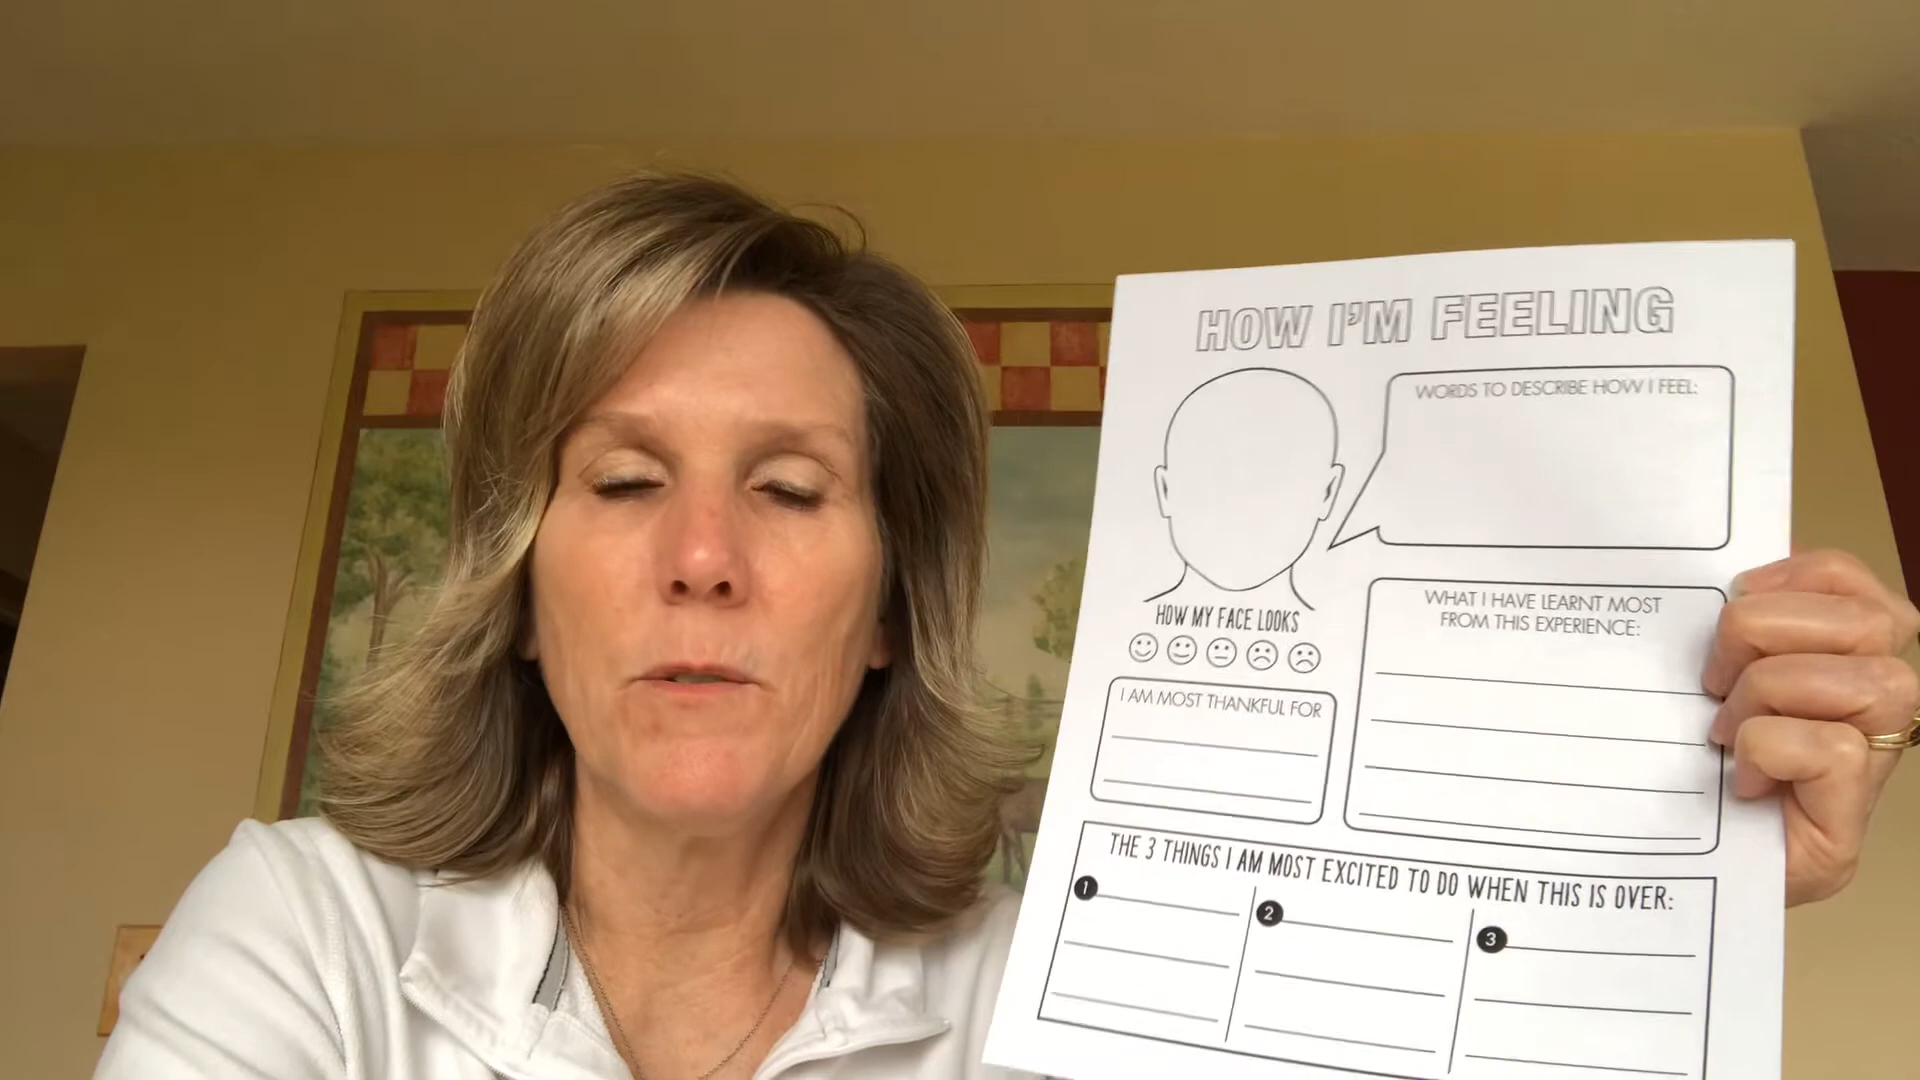 HOW I'M FEELING
WORDS TO DESCRIBE HOW I FEEL:
HOW MY FACE LOOKS
WHAT I HAVE LEARNT MOST
FROM THIS EXPERIENCE:
I AM MOST THANKFUL FOR
THE 3 THINGS I AM MOST EXCITED TO DO WHEN THIS IS OVER:
1
2
3